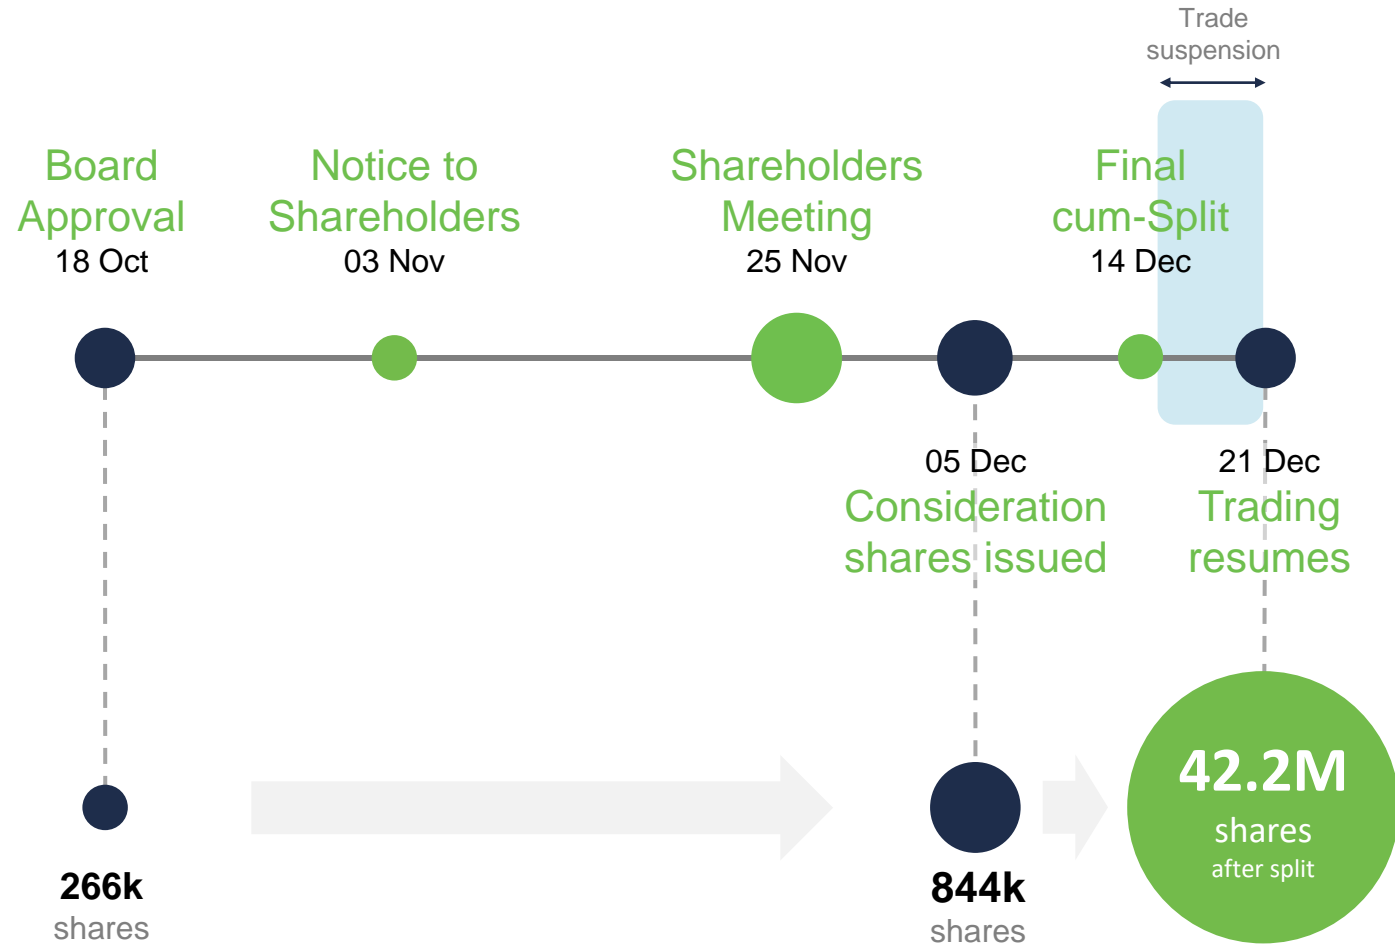 Trade
suspension
Board
Approval
18 Oct
Notice to
Shareholders
03 Nov
Shareholders
Meeting
25 Nov
Final
cum-Split
14 Dec
05 Dec
Consideration
shares issued
21 Dec
Trading
resumes
266k
shares
844k
shares
42.2M
shares
after split